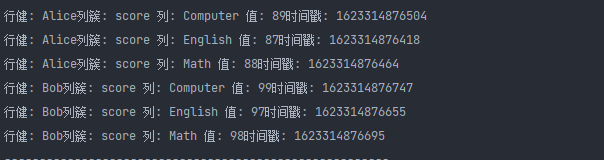 行健: Alice列簇: score 列: Computer 值: 89时间戳: 1623314876504
行健: Alice列簇: score 列: English 值: 87时间戳: 1623314876418
行健: Alice列簇: score 列: Math 值: 88时间戳: 1623314876464
行健: Bob列簇: score 列: Computer 值: 99时间戳: 1623314876747
行健: Bob列簇: score 列: English 值: 97时间戳: 1623314876655
行健: Bob列簇: score 列: Math 值: 98时间戳: 1623314876695